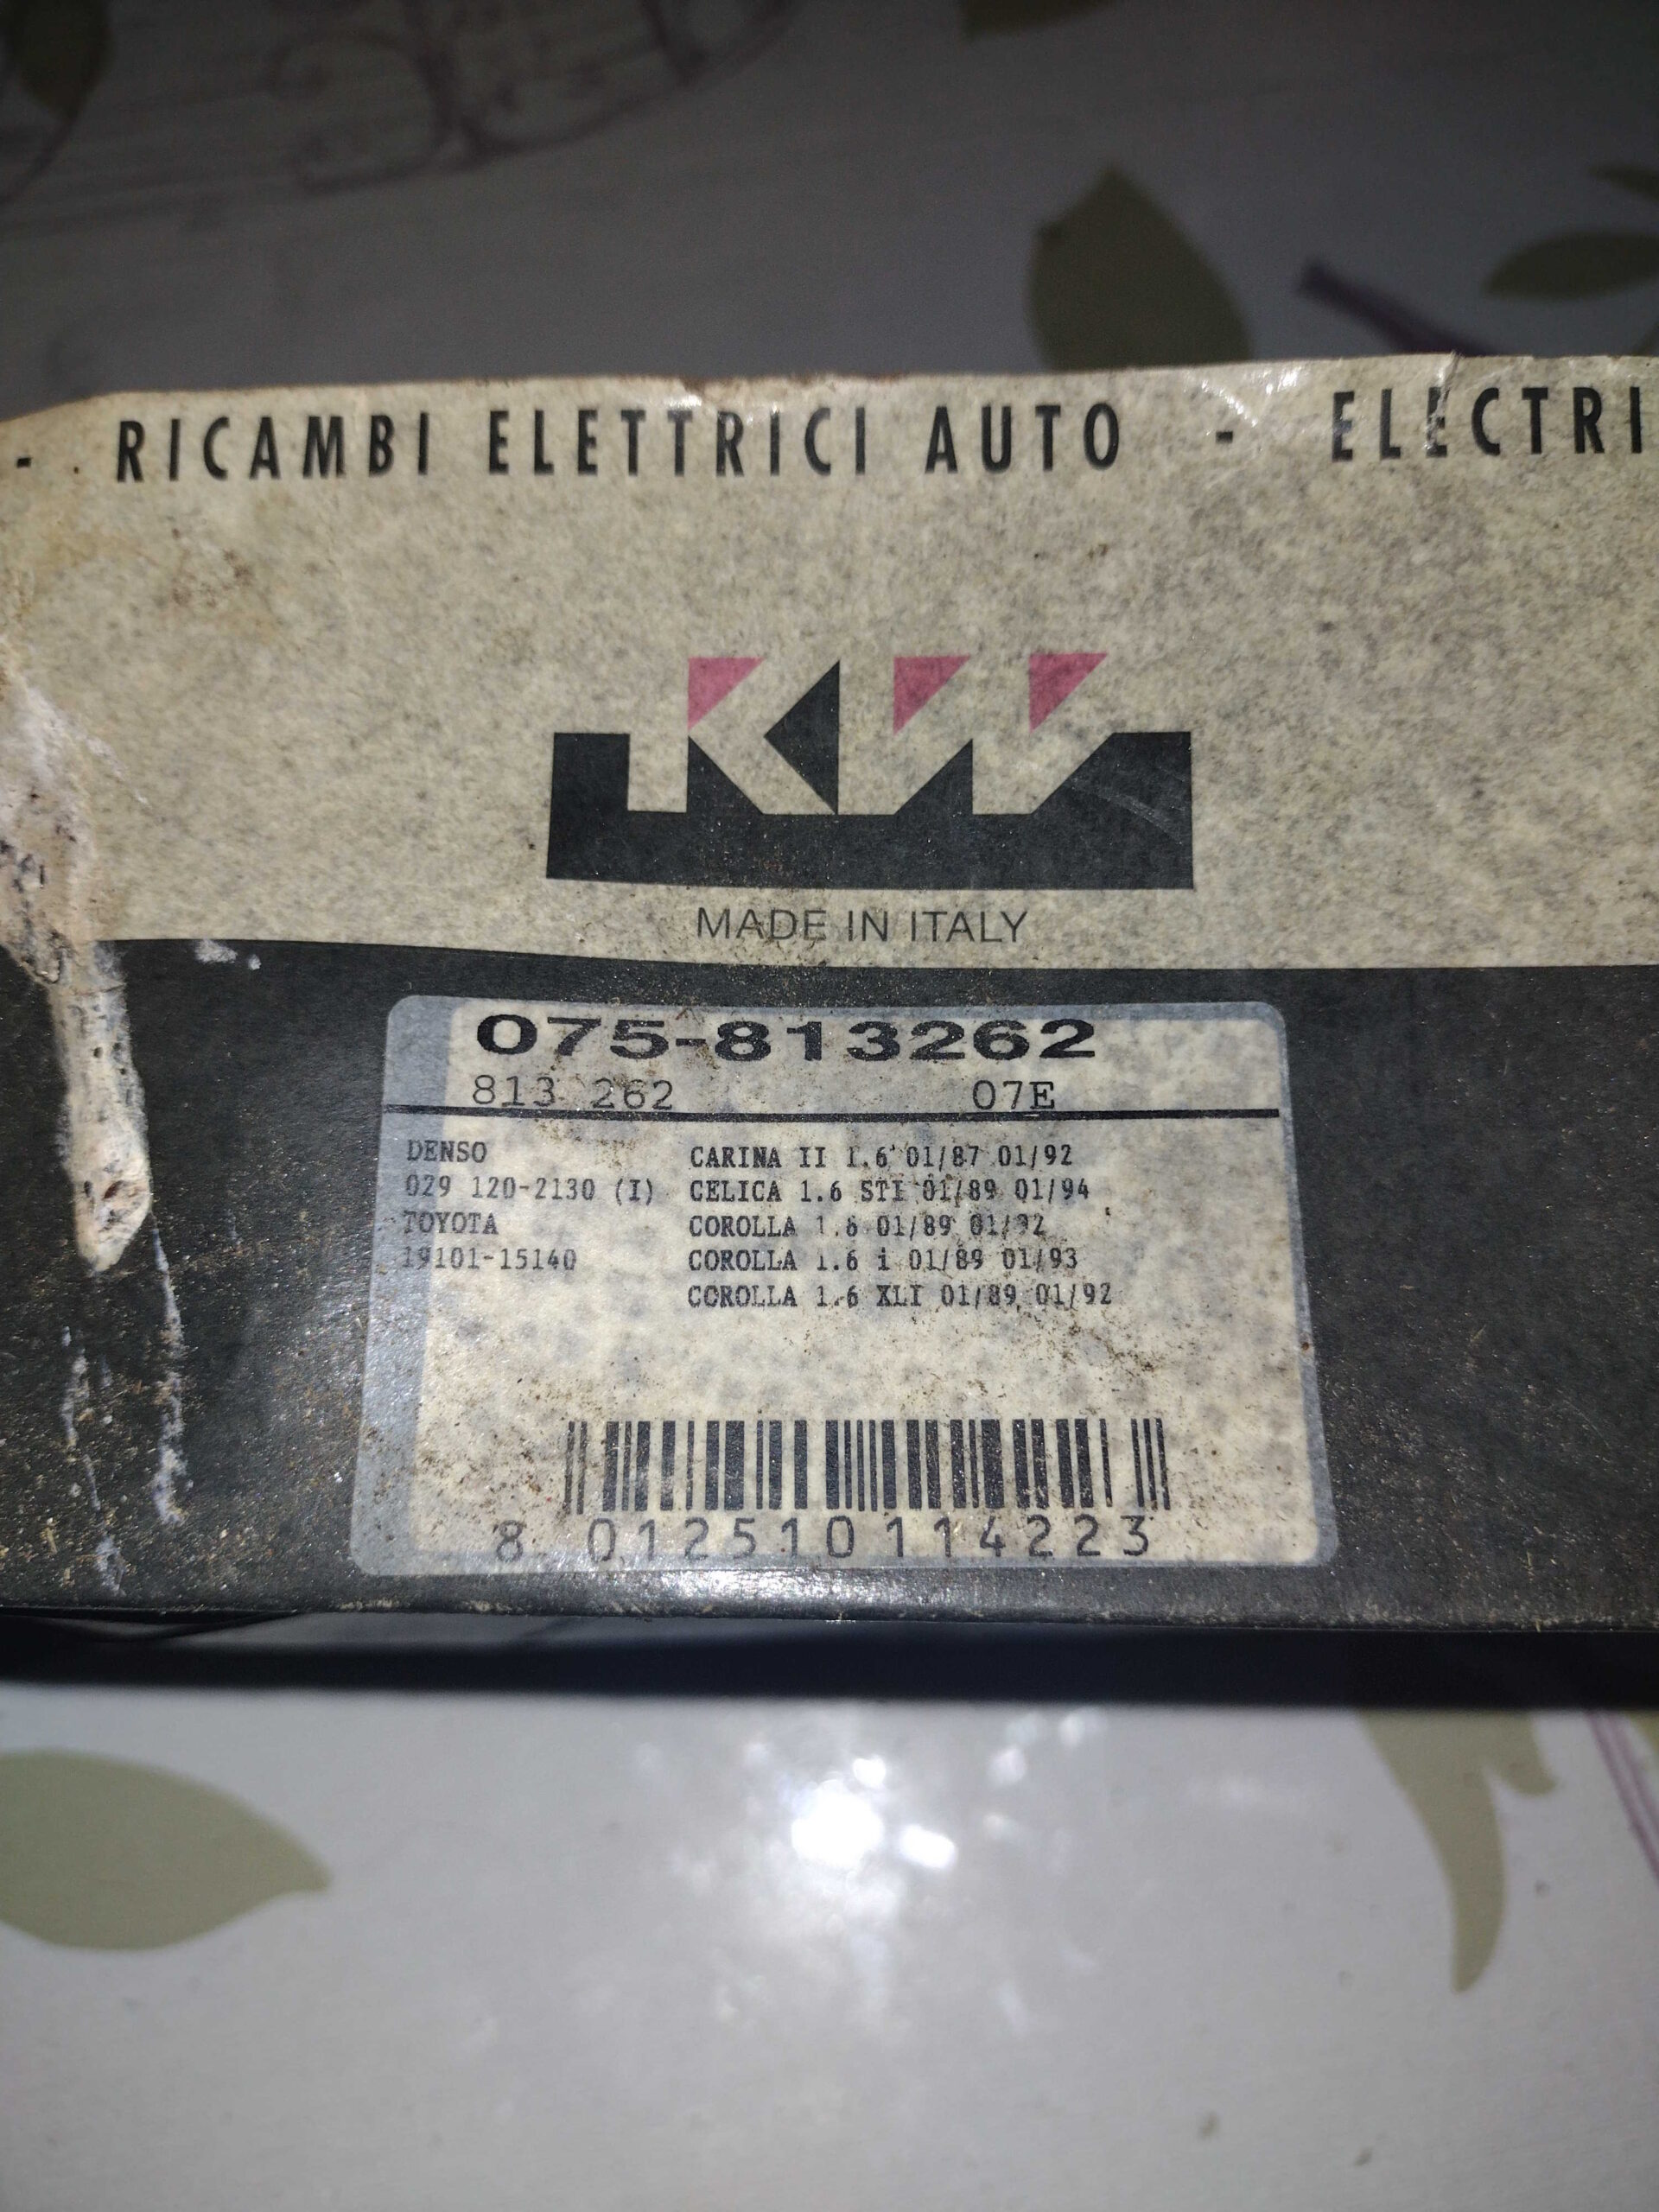 - RICAMBI ELETTRICI AUTO - ELECTRI
KW
MADE IN ITALY
075-813262
813 262 07E
DENSO CARINA II 1.6 01/87 01/92
029 120-2130 (I) CELICA 1.6 STI 01/89 01/94
TOYOTA COROLLA 1.6 01/89 01/92
19101-15140 COROLLA 1.6 i 01/89 01/93
COROLLA 1.6 XLI 01/89 01/92
8 012510 114223